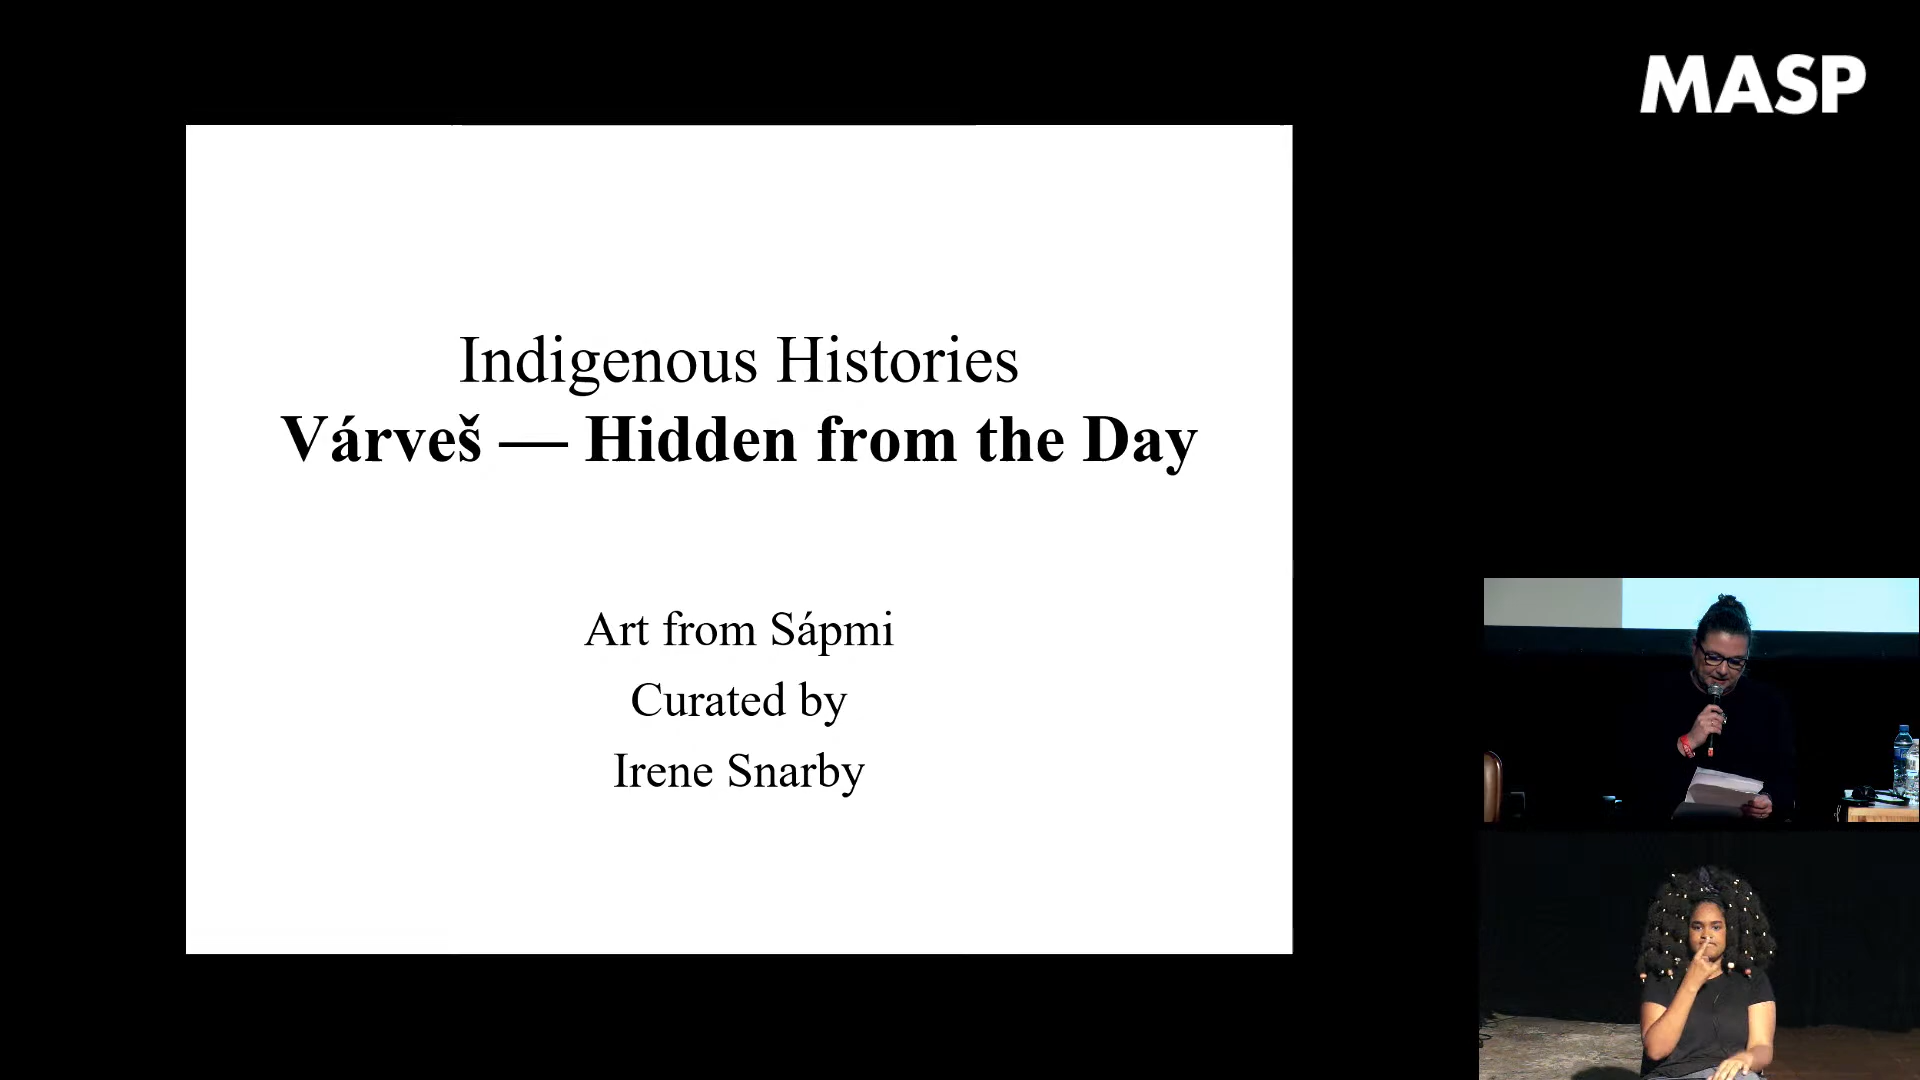 MASP
Indigenous Histories
Várveš — Hidden from the Day
Art from Sápmi
Curated by
Irene Snarby